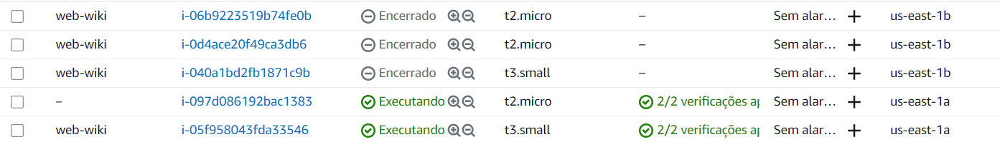 web-wiki i-06b9223519b74fe0b Encerrado t2.micro – Sem alar... us-east-1b
web-wiki i-0d4ace20f49ca3db6 Encerrado t2.micro – Sem alar... us-east-1b
web-wiki i-040a1bd2fb1871c9b Encerrado t3.small – Sem alar... us-east-1b
– i-097d086192bac1383 Executando t2.micro 2/2 verificações ap Sem alar... us-east-1a
web-wiki i-05f958043fda33546 Executando t3.small 2/2 verificações ap Sem alar... us-east-1a